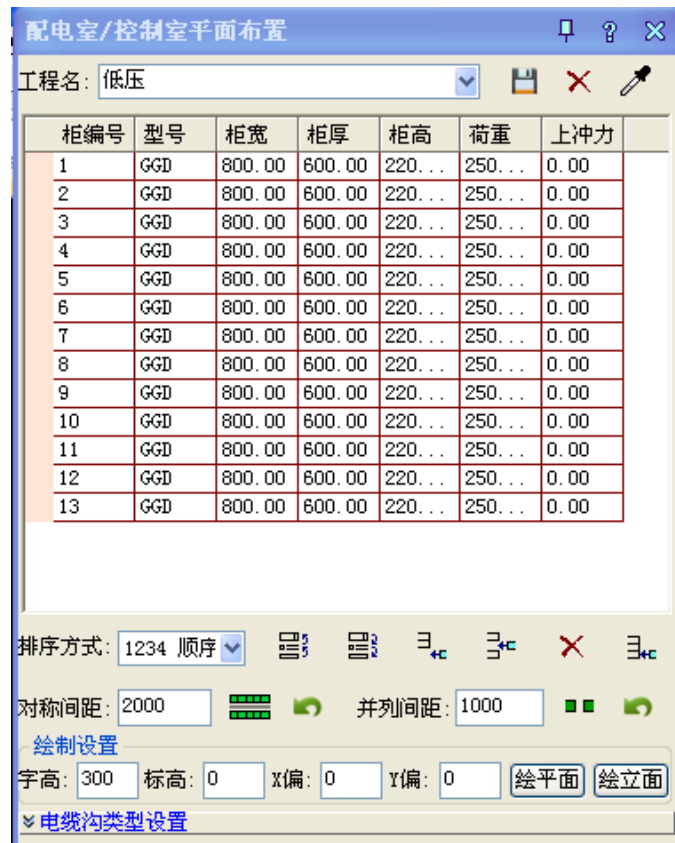 配电室/控制室平面布置
工程名: 低压
柜编号 型号 柜宽 柜厚 柜高 荷重 上冲力
1 GGD 800.00 600.00 220... 250... 0.00
2 GGD 800.00 600.00 220... 250... 0.00
3 GGD 800.00 600.00 220... 250... 0.00
4 GGD 800.00 600.00 220... 250... 0.00
5 GGD 800.00 600.00 220... 250... 0.00
6 GGD 800.00 600.00 220... 250... 0.00
7 GGD 800.00 600.00 220... 250... 0.00
8 GGD 800.00 600.00 220... 250... 0.00
9 GGD 800.00 600.00 220... 250... 0.00
10 GGD 800.00 600.00 220... 250... 0.00
11 GGD 800.00 600.00 220... 250... 0.00
12 GGD 800.00 600.00 220... 250... 0.00
13 GGD 800.00 600.00 220... 250... 0.00
排序方式: 1234 顺序
对称间距: 2000 并列间距: 1000
绘制设置
字高: 300 标高: 0 X偏: 0 Y偏: 0 绘平面 绘立面
电缆沟类型设置